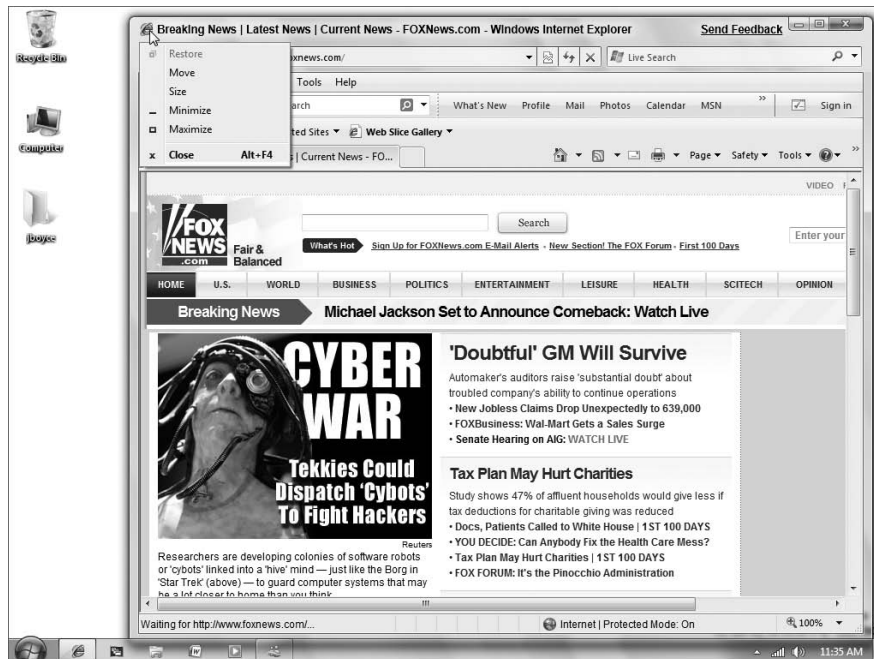 Recycle Bin
Computer
jboyce
Breaking News | Latest News | Current News - FOXNews.com - Windows Internet Explorer
Send Feedback
Restore
Move
Size
Minimize
Maximize
Close Alt+F4
xnews.com/
Live Search
Tools Help
arch
What's New Profile Mail Photos Calendar MSN » Sign in
ted Sites Web Slice Gallery
| Current News - FO...
Page Safety Tools »
VIDEO
FOX
NEWS
.com
Fair &
Balanced
Search
What's Hot Sign Up for FOXNews.com E-Mail Alerts • New Section! The FOX Forum • First 100 Days
Enter your
HOME U.S. WORLD BUSINESS POLITICS ENTERTAINMENT LEISURE HEALTH SCITECH OPINION
Breaking News Michael Jackson Set to Announce Comeback: Watch Live
CYBER
WAR
Tekkies Could
Dispatch 'Cybots'
To Fight Hackers
Reuters
Researchers are developing colonies of software robots
or 'cybots' linked into a 'hive' mind — just like the Borg in
'Star Trek' (above) — to guard computer systems that may
be a lot closer to home than you think
'Doubtful' GM Will Survive
Automaker's auditors raise 'substantial doubt' about
troubled company's ability to continue operations
• New Jobless Claims Drop Unexpectedly to 639,000
• FOXBusiness: Wal-Mart Gets a Sales Surge
• Senate Hearing on AIG: WATCH LIVE
Tax Plan May Hurt Charities
Study shows 47% of affluent households would give less if
tax deductions for charitable giving was reduced
• Docs, Patients Called to White House | 1ST 100 DAYS
• YOU DECIDE: Can Anybody Fix the Health Care Mess?
• Tax Plan May Hurt Charities | 1ST 100 DAYS
• FOX FORUM: It's the Pinocchio Administration
Waiting for http://www.foxnews.com/...
Internet | Protected Mode: On
100%
11:35 AM